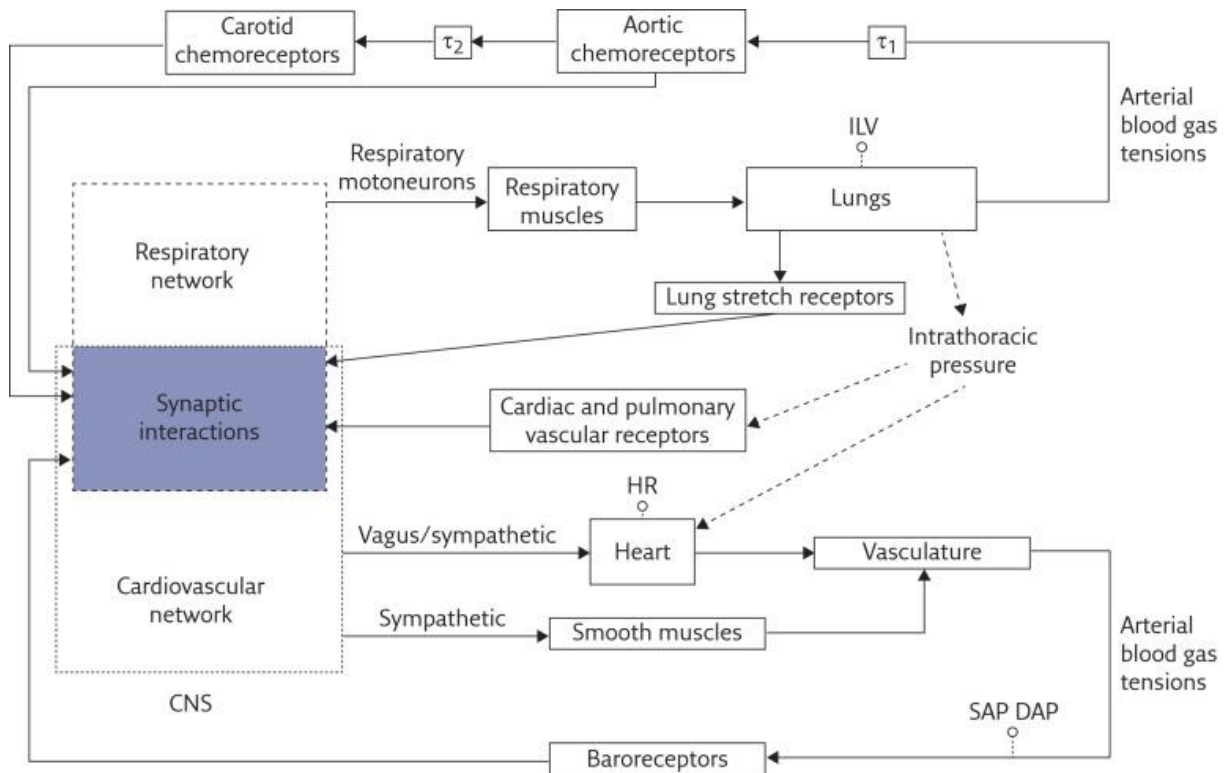 Carotid
chemoreceptors
τ2
Aortic
chemoreceptors
τ1
Arterial
blood gas
tensions
ILV
Respiratory
motoneurons
Respiratory
muscles
Lungs
Respiratory
network
Lung stretch receptors
Intrathoracic
pressure
Synaptic
interactions
Cardiac and pulmonary
vascular receptors
HR
Vagus/sympathetic
Heart
Vasculature
Cardiovascular
network
Sympathetic
Smooth muscles
Arterial
blood gas
tensions
CNS
SAP DAP
Baroreceptors